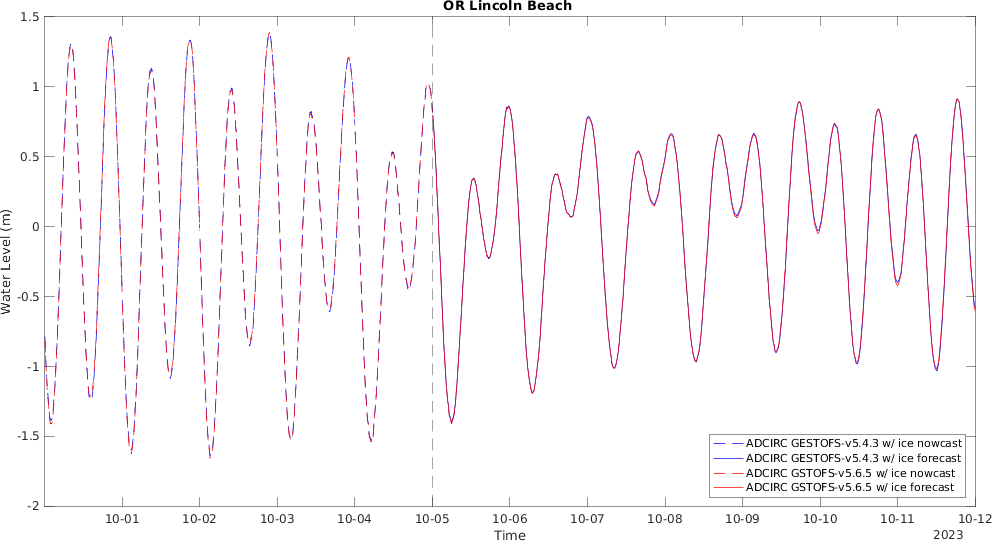 OR Lincoln Beach
1.5
1
0.5
0
-0.5
-1
-1.5
-2
Water Level (m)
10-01 10-02 10-03 10-04 10-05 10-06 10-07 10-08 10-09 10-10 10-11 10-12
Time
2023
ADCIRC GESTOFS-v5.4.3 w/ ice nowcast
ADCIRC GESTOFS-v5.4.3 w/ ice forecast
ADCIRC GSTOFS-v5.6.5 w/ ice nowcast
ADCIRC GSTOFS-v5.6.5 w/ ice forecast